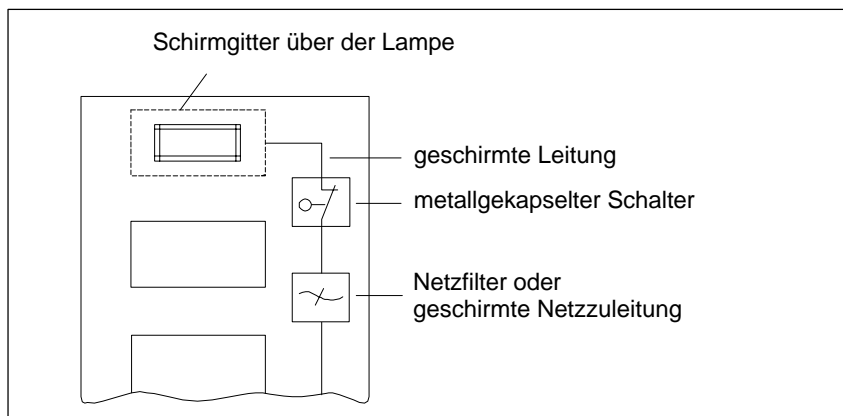 Schirmgitter über der Lampe
geschirmte Leitung
metallgekapselter Schalter
Netzfilter oder
geschirmte Netzzuleitung